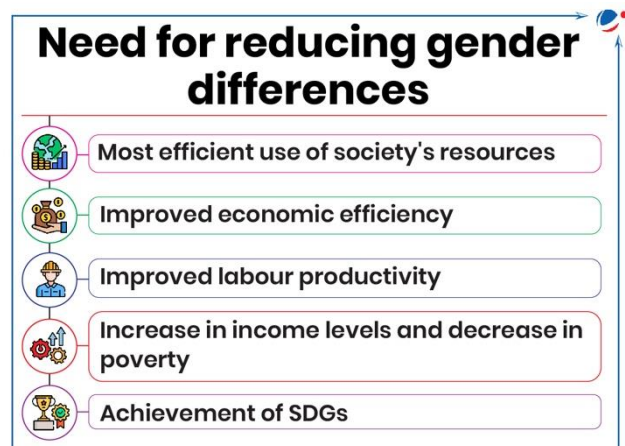 Need for reducing gender
differences
Most efficient use of society's resources
Improved economic efficiency
Improved labour productivity
Increase in income levels and decrease in
poverty
Achievement of SDGs